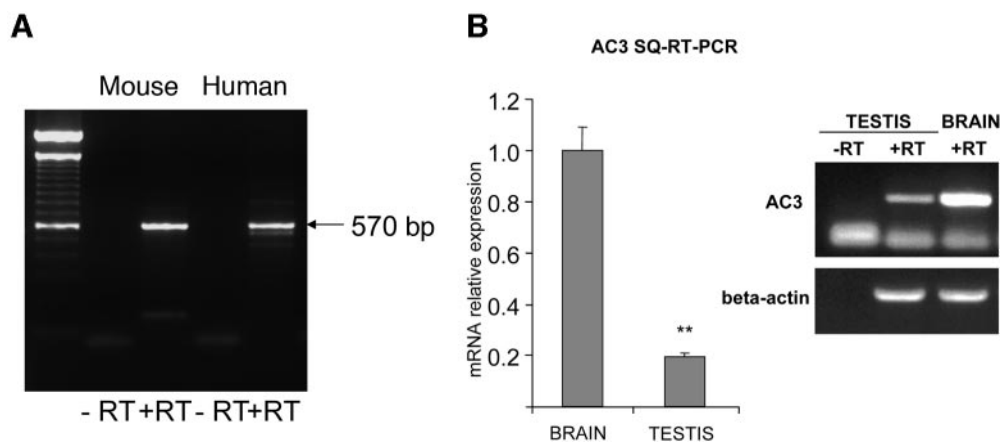 A
Mouse Human
570 bp
- RT +RT - RT +RT
B
AC3 SQ-RT-PCR
mRNA relative expression
1.2
1.0
0.8
0.6
0.4
0.2
**
BRAIN TESTIS
TESTIS BRAIN
-RT +RT +RT
AC3
beta-actin